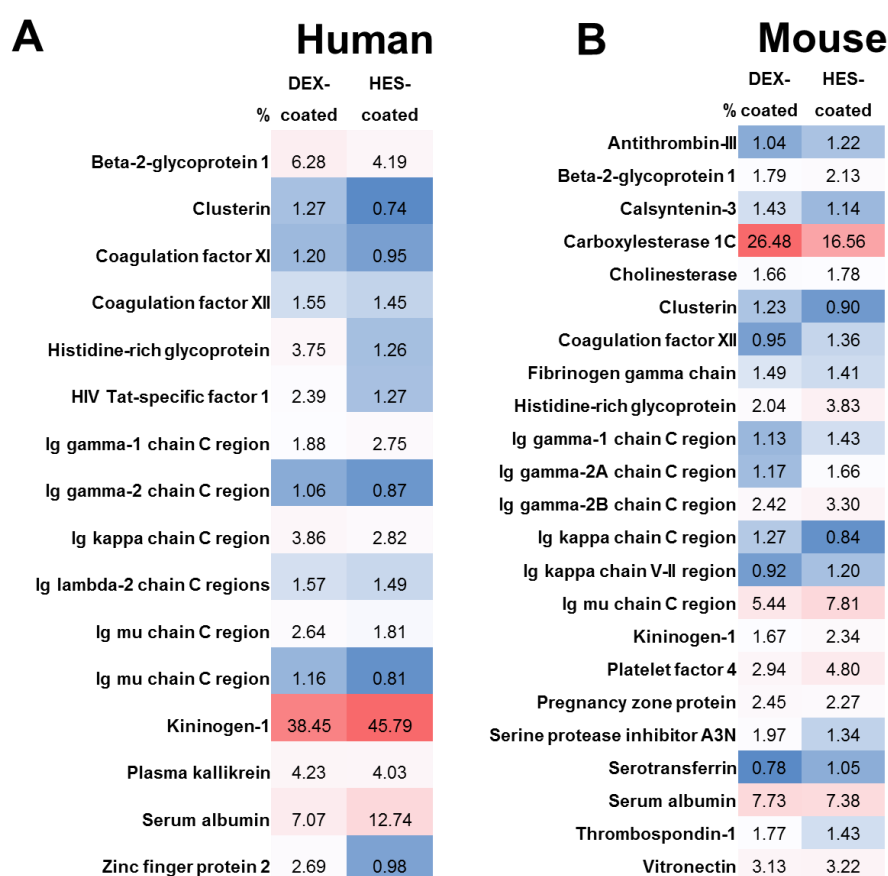 A Human
DEX- HES-
% coated coated
Beta-2-glycoprotein 1 6.28 4.19
Clusterin 1.27 0.74
Coagulation factor XI 1.20 0.95
Coagulation factor XII 1.55 1.45
Histidine-rich glycoprotein 3.75 1.26
HIV Tat-specific factor 1 2.39 1.27
Ig gamma-1 chain C region 1.88 2.75
Ig gamma-2 chain C region 1.06 0.87
Ig kappa chain C region 3.86 2.82
Ig lambda-2 chain C regions 1.57 1.49
Ig mu chain C region 2.64 1.81
Ig mu chain C region 1.16 0.81
Kininogen-1 38.45 45.79
Plasma kallikrein 4.23 4.03
Serum albumin 7.07 12.74
Zinc finger protein 2 2.69 0.98
B Mouse
DEX- HES-
% coated coated
Antithrombin-III 1.04 1.22
Beta-2-glycoprotein 1 1.79 2.13
Calsyntenin-3 1.43 1.14
Carboxylesterase 1C 26.48 16.56
Cholinesterase 1.66 1.78
Clusterin 1.23 0.90
Coagulation factor XII 0.95 1.36
Fibrinogen gamma chain 1.49 1.41
Histidine-rich glycoprotein 2.04 3.83
Ig gamma-1 chain C region 1.13 1.43
Ig gamma-2A chain C region 1.17 1.66
Ig gamma-2B chain C region 2.42 3.30
Ig kappa chain C region 1.27 0.84
Ig kappa chain V-II region 0.92 1.20
Ig mu chain C region 5.44 7.81
Kininogen-1 1.67 2.34
Platelet factor 4 2.94 4.80
Pregnancy zone protein 2.45 2.27
Serine protease inhibitor A3N 1.97 1.34
Serotransferrin 0.78 1.05
Serum albumin 7.73 7.38
Thrombospondin-1 1.77 1.43
Vitronectin 3.13 3.22